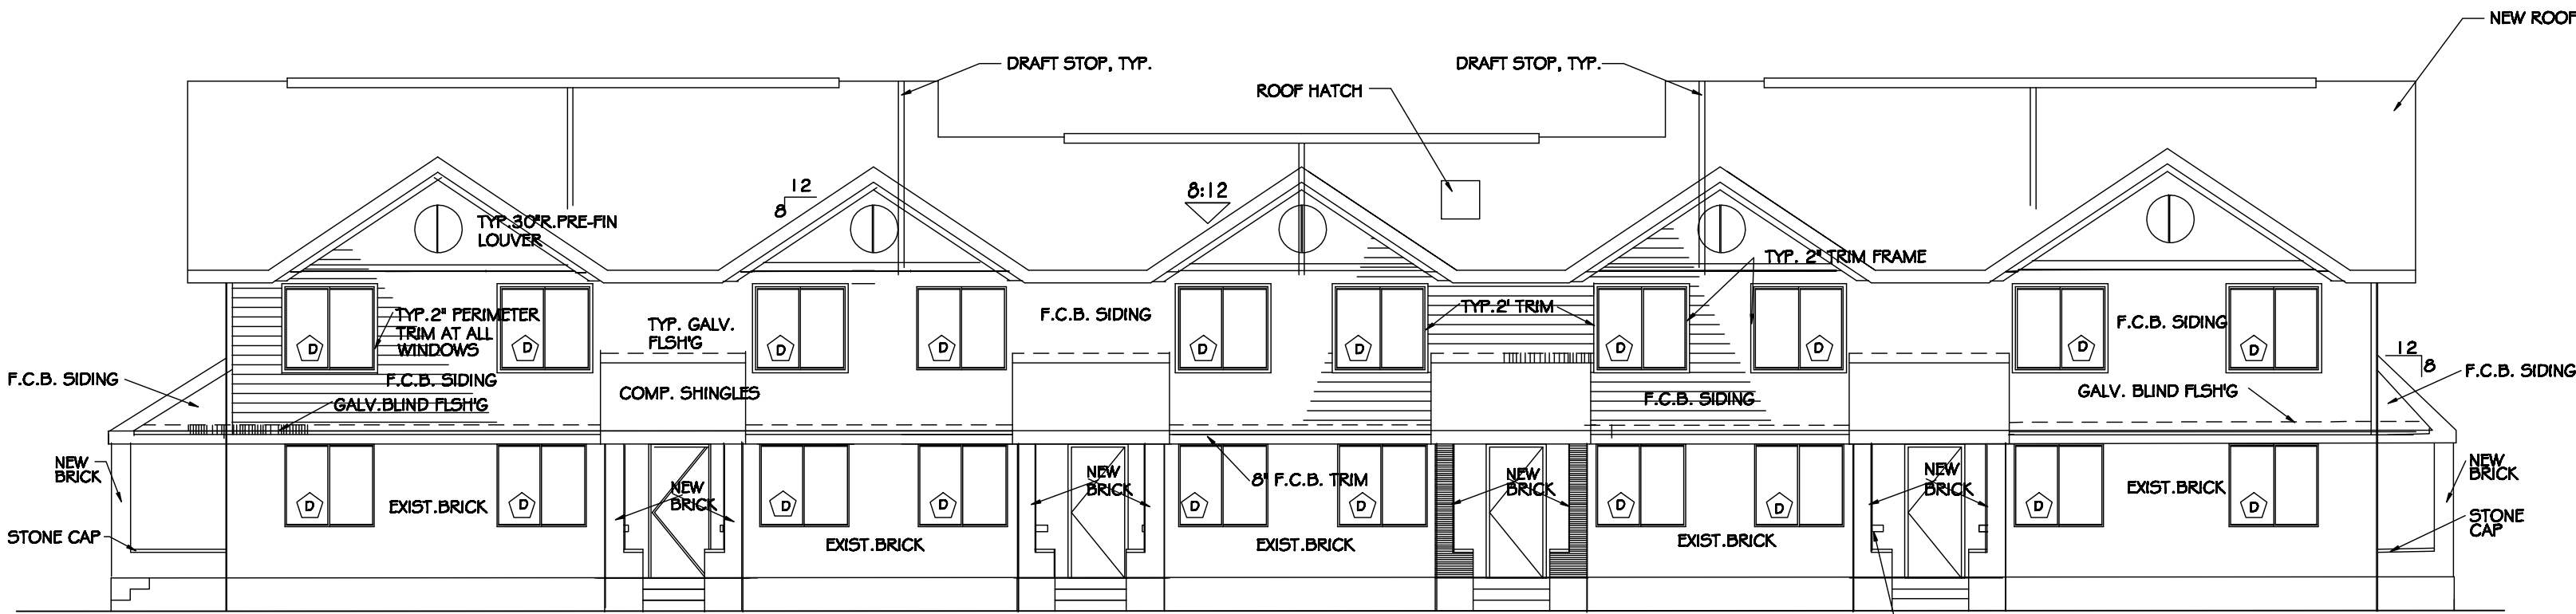 NEW ROOF
DRAFT STOP, TYP.
DRAFT STOP, TYP.
ROOF HATCH
12
8
8:12
TYP.30"R.PRE-FIN
LOUVER
TYP. 2" TRIM FRAME
TYP.2" PERIMETER
TRIM AT ALL
WINDOWS
TYP. GALV.
FLSH'G
F.C.B. SIDING
TYP.2' TRIM
F.C.B. SIDING
D
D
D
D
D
D
D
D
D
D
12
8
F.C.B. SIDING
F.C.B. SIDING
COMP. SHINGLES
F.C.B. SIDING
GALV. BLIND FLSH'G
F.C.B. SIDING
GALV.BLIND FLSH'G
NEW
BRICK
EXIST.BRICK
NEW
BRICK
NEW
BRICK
8" F.C.B. TRIM
NEW
BRICK
NEW
BRICK
EXIST.BRICK
NEW
BRICK
D
D
D
D
D
D
D
D
D
D
STONE CAP
EXIST.BRICK
EXIST.BRICK
EXIST.BRICK
STONE
CAP